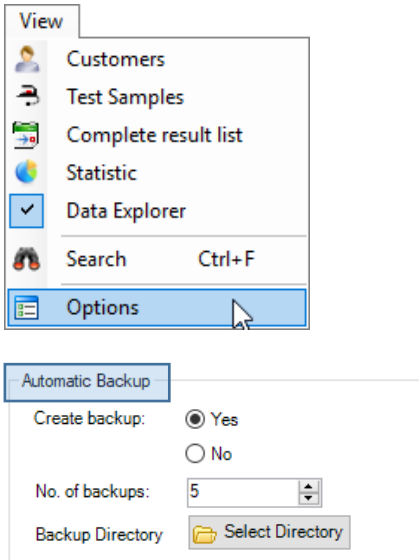 View
Customers
Test Samples
Complete result list
Statistic
Data Explorer
Search Ctrl+F
Options
Automatic Backup
Create backup: Yes
No
No. of backups: 5
Backup Directory Select Directory